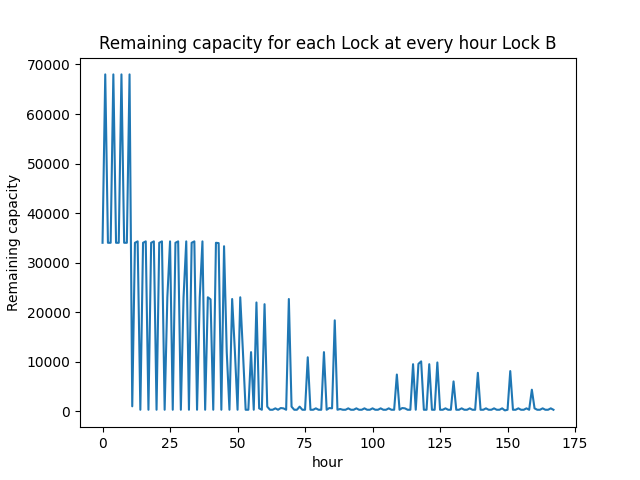 Remaining capacity for each Lock at every hour Lock B
70000
60000
50000
40000
30000
20000
10000
0
Remaining capacity
0 25 50 75 100 125 150 175
hour